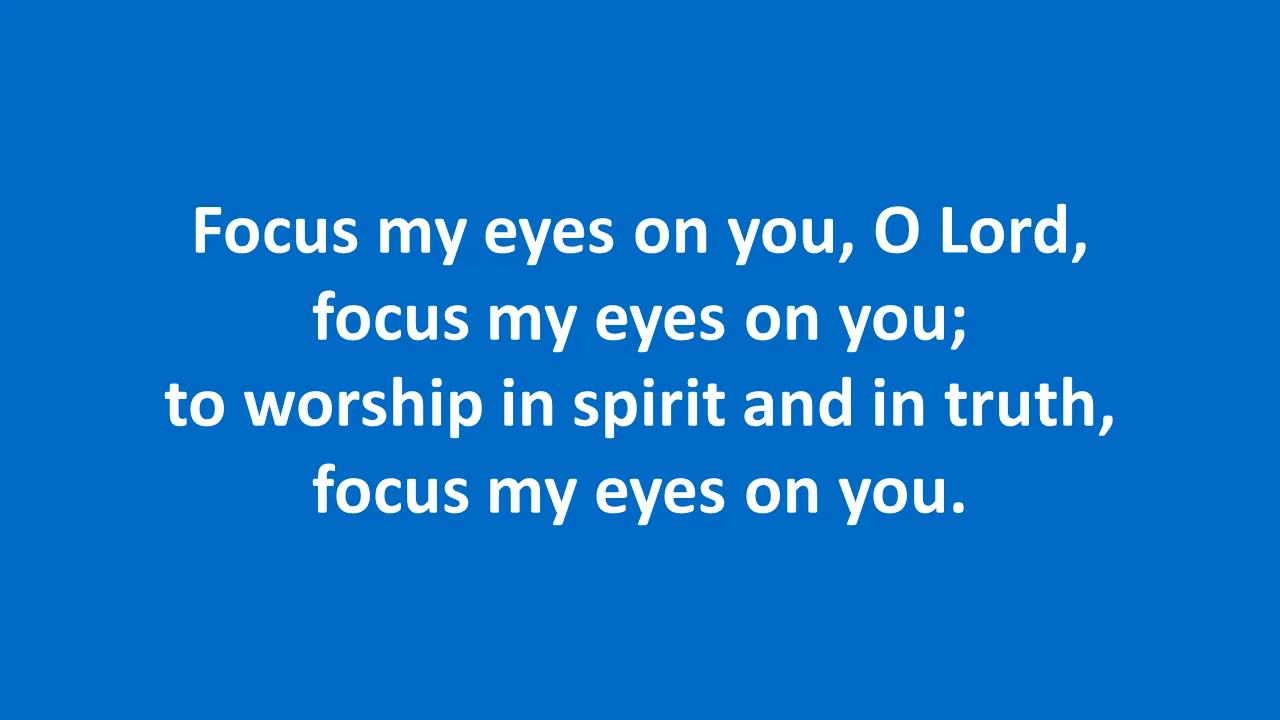 Focus my eyes on you, O Lord,
focus my eyes on you;
to worship in spirit and in truth,
focus my eyes on you.